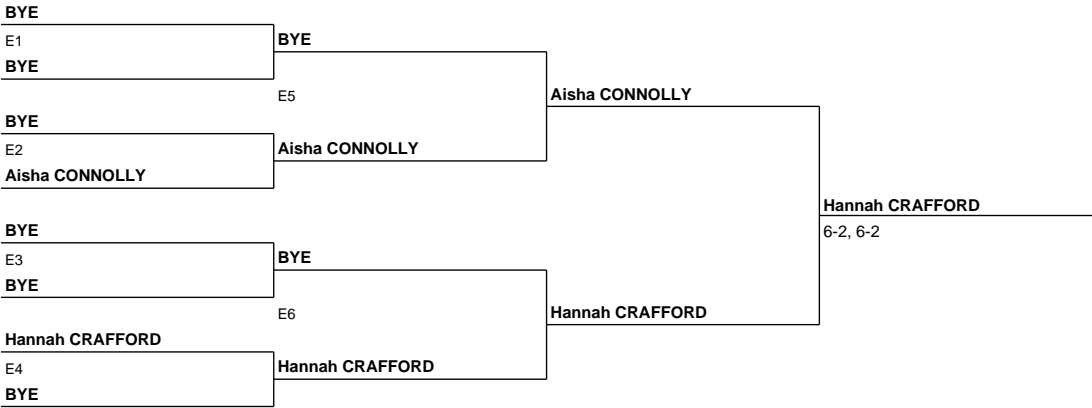 BYE
E1
BYE
BYE
E5
Aisha CONNOLLY
BYE
E2
Aisha CONNOLLY
Aisha CONNOLLY
Hannah CRAFFORD
6-2, 6-2
BYE
E3
BYE
BYE
E6
Hannah CRAFFORD
Hannah CRAFFORD
E4
Hannah CRAFFORD
BYE